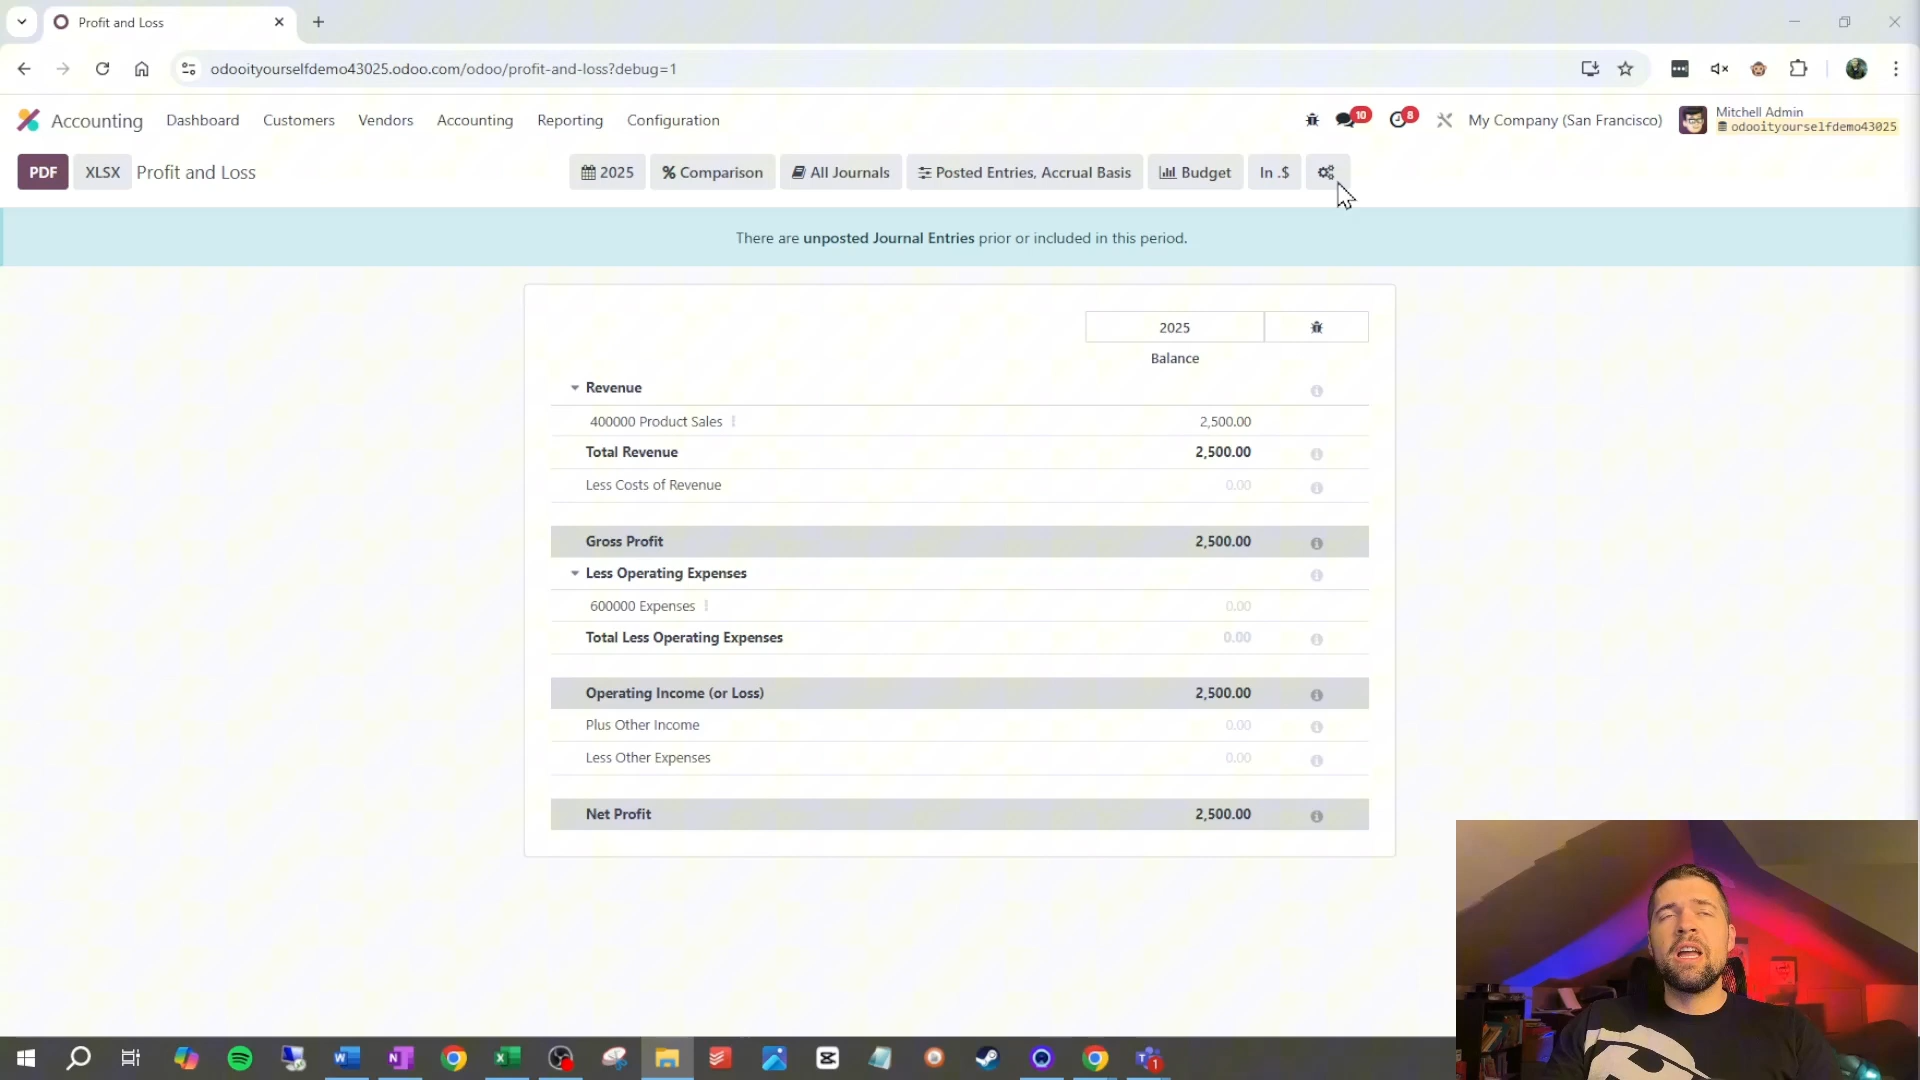 Profit and Loss
odooityourselfdemo43025.odoo.com/odoo/profit-and-loss?debug=1
Accounting Dashboard Customers Vendors Accounting Reporting Configuration
10 8 My Company (San Francisco) Mitchell Admin
odooityourselfdemo43025
PDF XLSX Profit and Loss 2025 % Comparison All Journals Posted Entries, Accrual Basis Budget In .$
There are unposted Journal Entries prior or included in this period.
2025
Balance
Revenue
400000 Product Sales 2,500.00
Total Revenue 2,500.00
Less Costs of Revenue 0.00
Gross Profit 2,500.00
Less Operating Expenses
600000 Expenses 0.00
Total Less Operating Expenses 0.00
Operating Income (or Loss) 2,500.00
Plus Other Income 0.00
Less Other Expenses 0.00
Net Profit 2,500.00